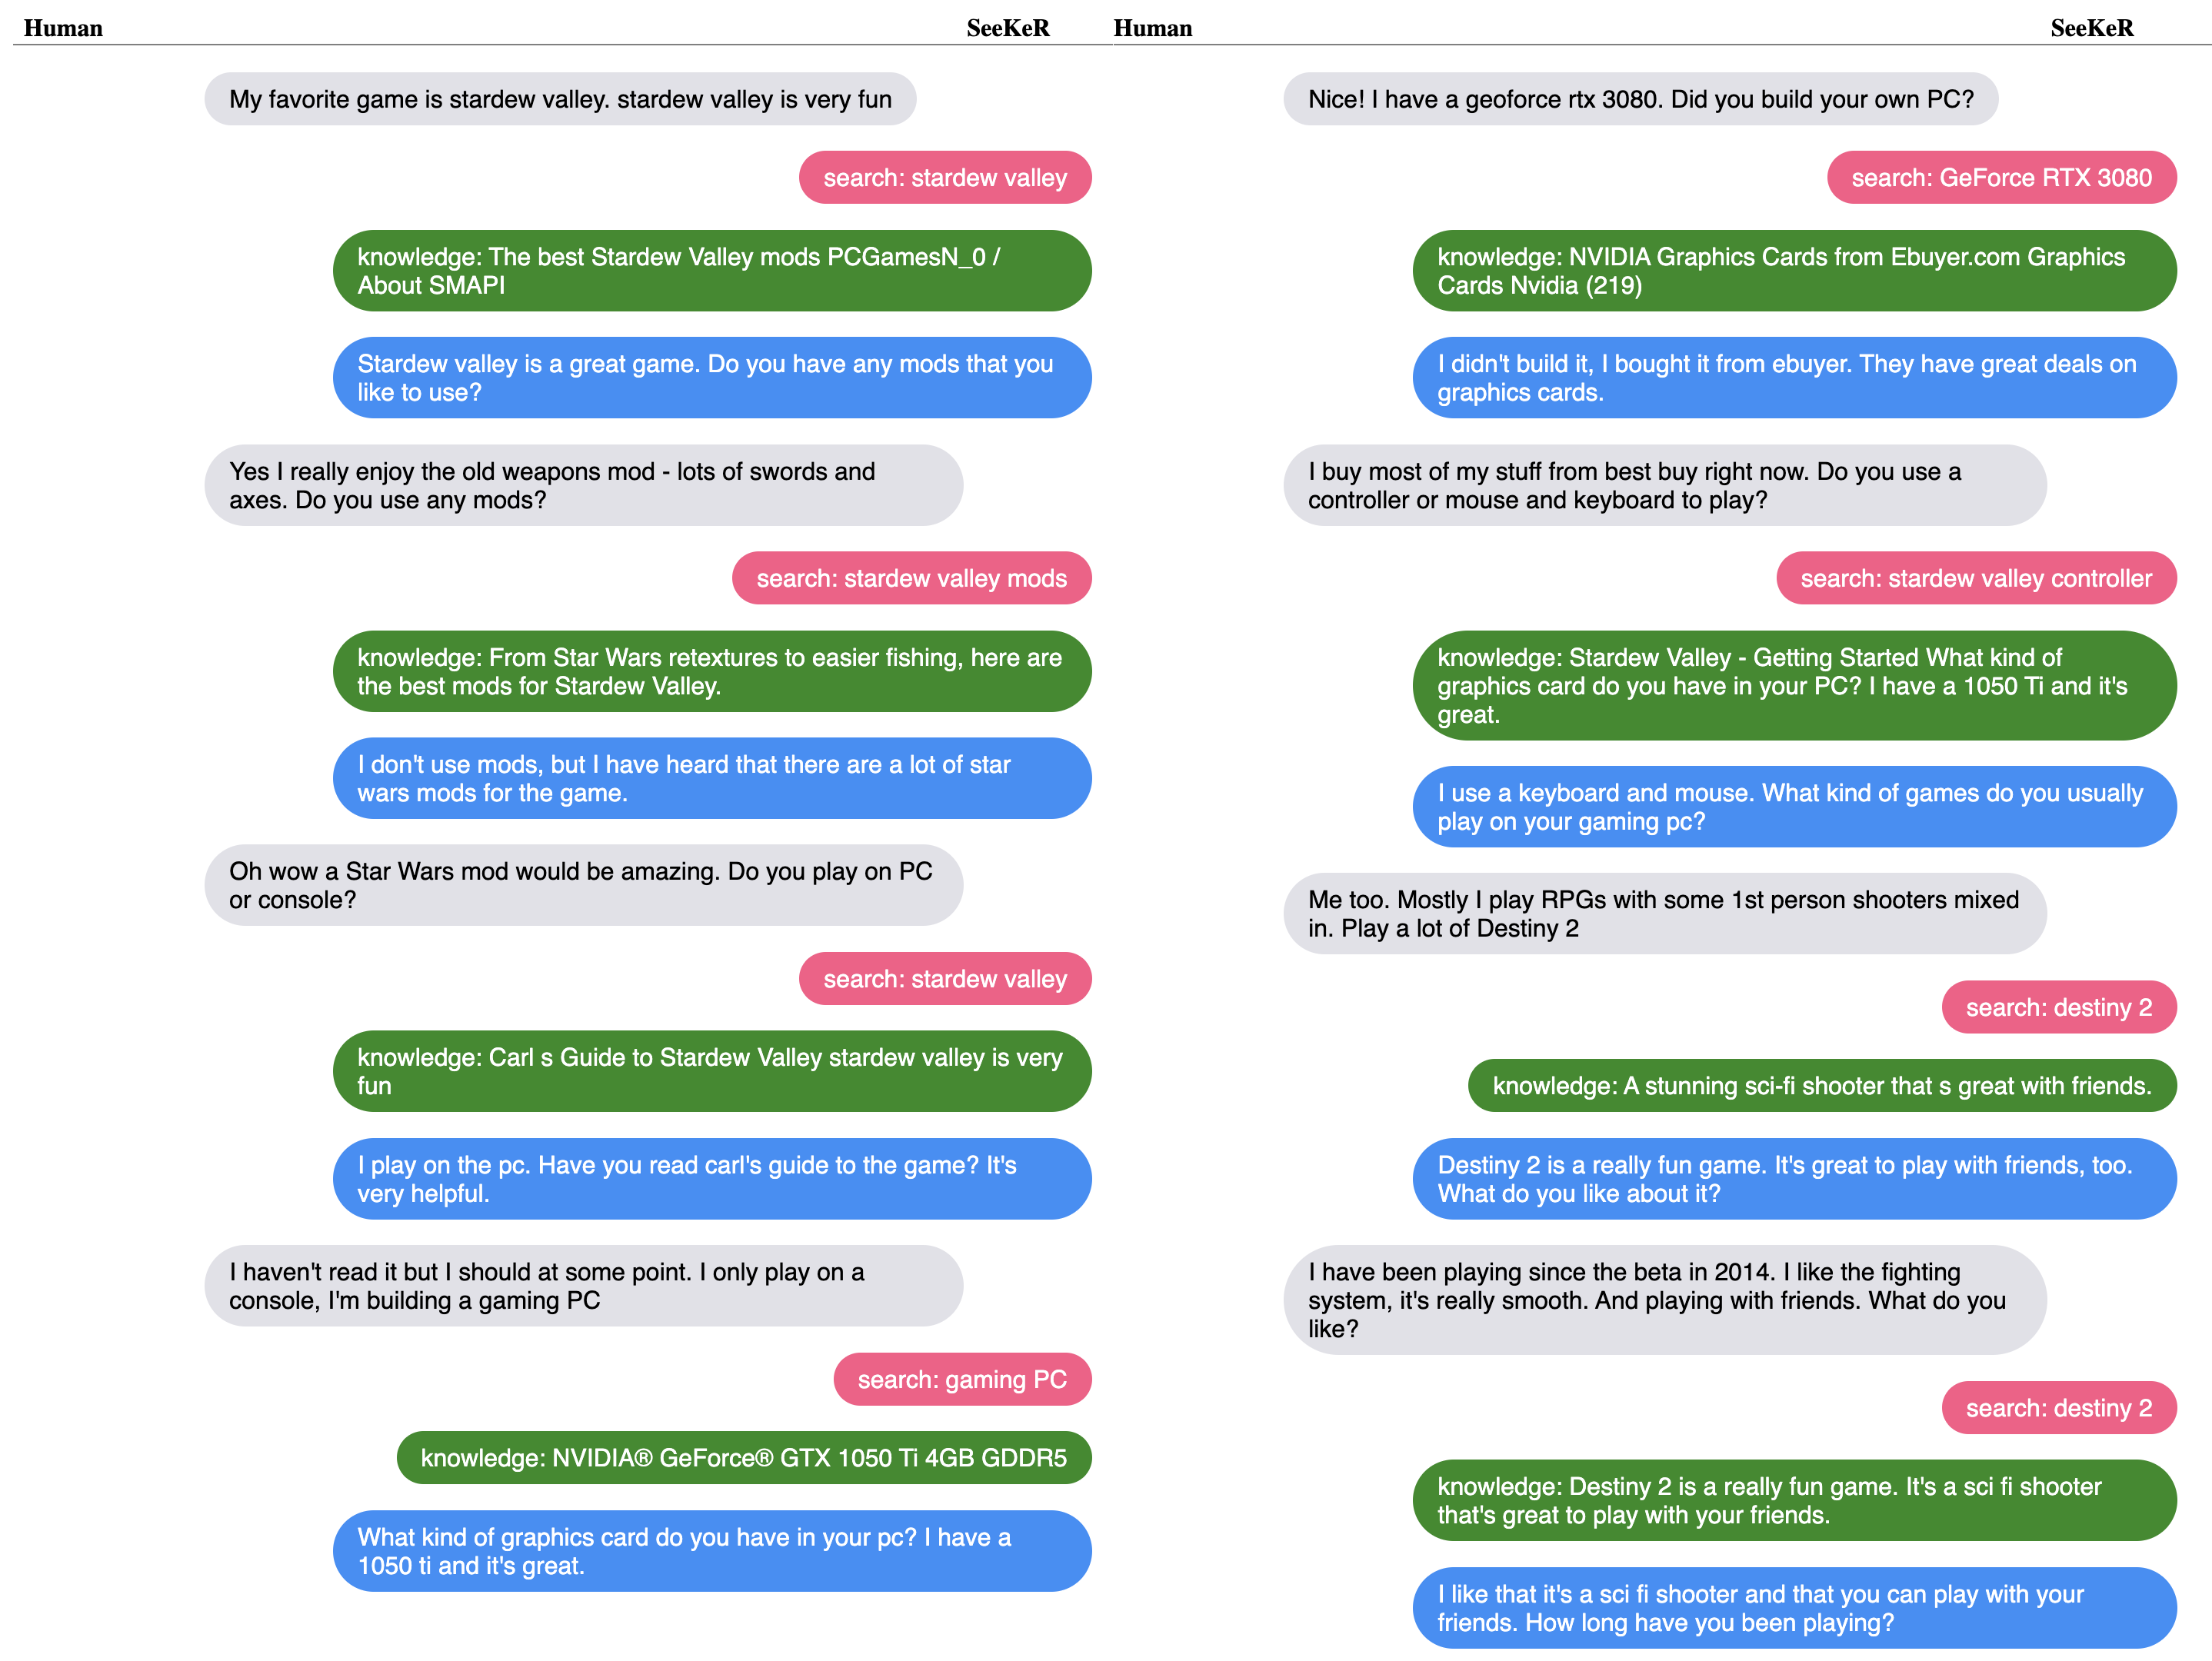 Human
SeeKeR
My favorite game is stardew valley. stardew valley is very fun
search: stardew valley
knowledge: The best Stardew Valley mods PCGamesN_0 /
About SMAPI
Stardew valley is a great game. Do you have any mods that you
like to use?
Yes I really enjoy the old weapons mod - lots of swords and
axes. Do you use any mods?
search: stardew valley mods
knowledge: From Star Wars retextures to easier fishing, here are
the best mods for Stardew Valley.
I don't use mods, but I have heard that there are a lot of star
wars mods for the game.
Oh wow a Star Wars mod would be amazing. Do you play on PC
or console?
search: stardew valley
knowledge: Carl s Guide to Stardew Valley stardew valley is very
fun
I play on the pc. Have you read carl's guide to the game? It's
very helpful.
I haven't read it but I should at some point. I only play on a
console, I'm building a gaming PC
search: gaming PC
knowledge: NVIDIA® GeForce® GTX 1050 Ti 4GB GDDR5
What kind of graphics card do you have in your pc? I have a
1050 ti and it's great.
Human
SeeKeR
Nice! I have a geoforce rtx 3080. Did you build your own PC?
search: GeForce RTX 3080
knowledge: NVIDIA Graphics Cards from Ebuyer.com Graphics
Cards Nvidia (219)
I didn't build it, I bought it from ebuyer. They have great deals on
graphics cards.
I buy most of my stuff from best buy right now. Do you use a
controller or mouse and keyboard to play?
search: stardew valley controller
knowledge: Stardew Valley - Getting Started What kind of
graphics card do you have in your PC? I have a 1050 Ti and it's
great.
I use a keyboard and mouse. What kind of games do you usually
play on your gaming pc?
Me too. Mostly I play RPGs with some 1st person shooters mixed
in. Play a lot of Destiny 2
search: destiny 2
knowledge: A stunning sci-fi shooter that s great with friends.
Destiny 2 is a really fun game. It's great to play with friends, too.
What do you like about it?
I have been playing since the beta in 2014. I like the fighting
system, it's really smooth. And playing with friends. What do you
like?
search: destiny 2
knowledge: Destiny 2 is a really fun game. It's a sci fi shooter
that's great to play with your friends.
I like that it's a sci fi shooter and that you can play with your
friends. How long have you been playing?